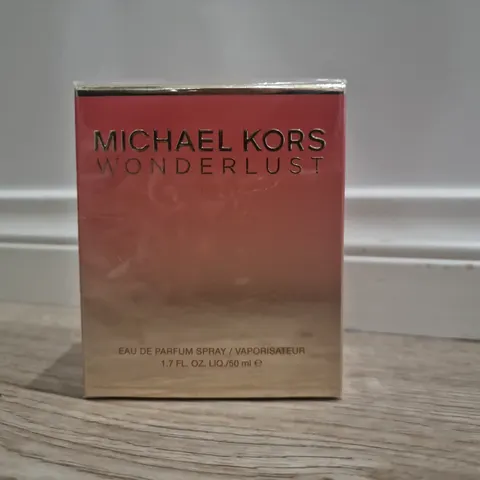 MICHAEL KORS
WONDERLUST
EAU DE PARFUM SPRAY / VAPORISATEUR
1.7 FL. OZ. LIQ./50 ml ℮